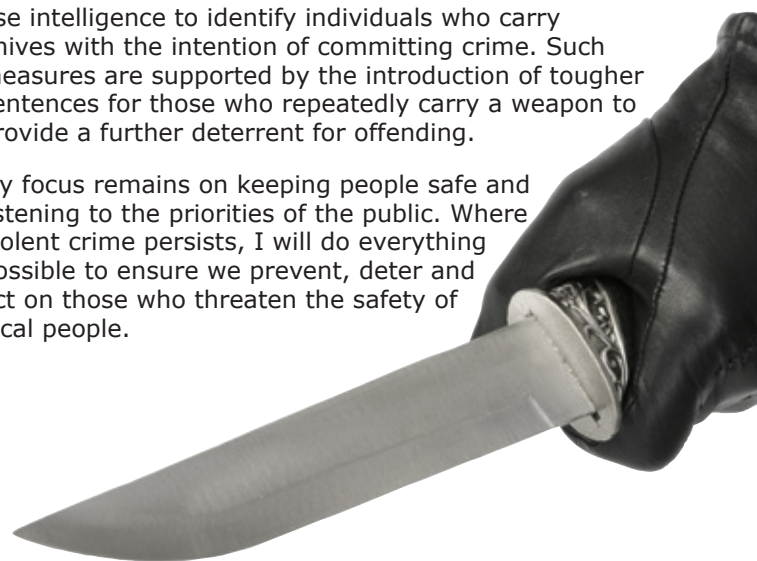 se intelligence to identify individuals who carry
nives with the intention of committing crime. Such
measures are supported by the introduction of tougher
entences for those who repeatedly carry a weapon to
rovide a further deterrent for offending.
y focus remains on keeping people safe and
stening to the priorities of the public. Where
olent crime persists, I will do everything
ossible to ensure we prevent, deter and
ct on those who threaten the safety of
cal people.